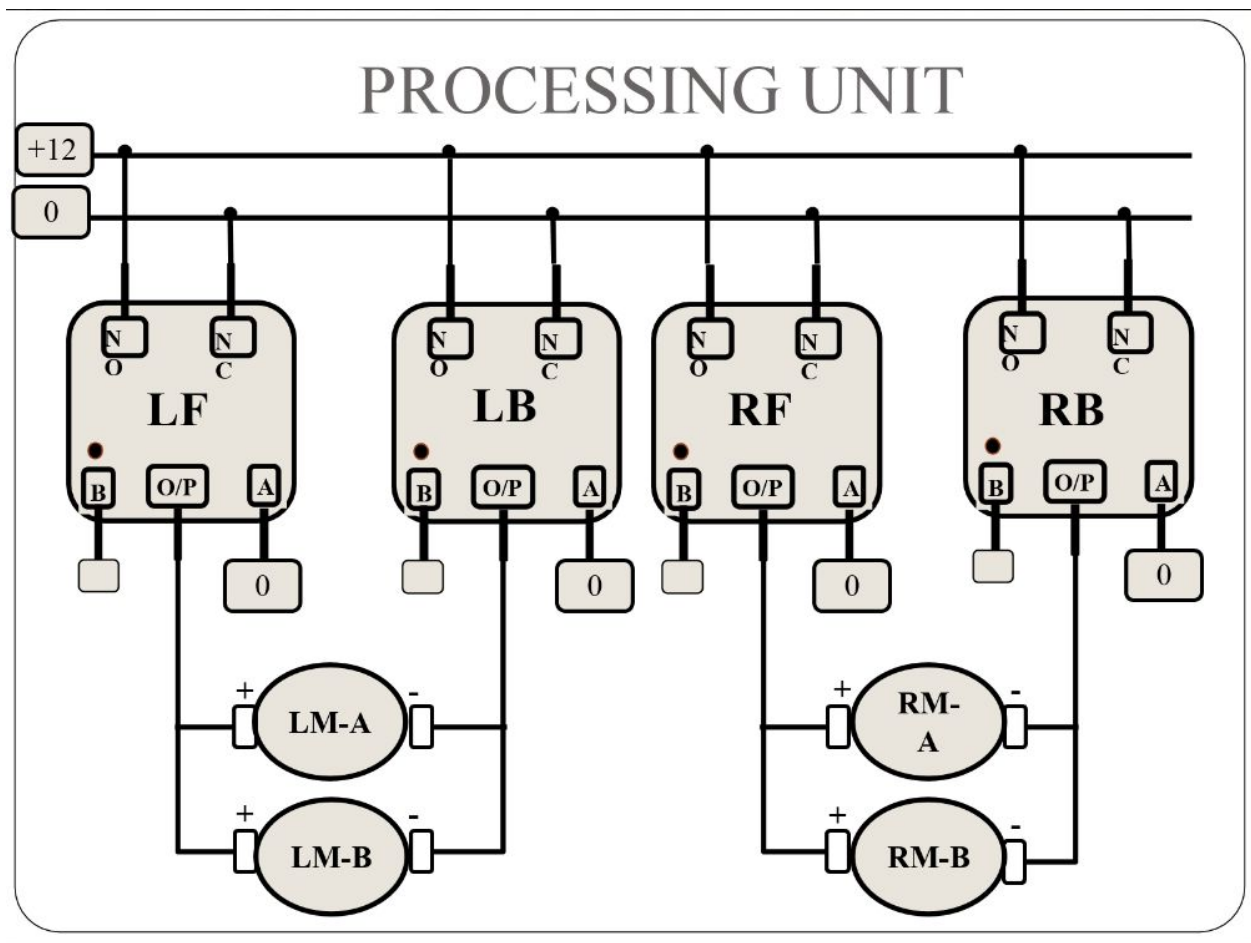 PROCESSING UNIT
+12
0
N
O
N
C
LF
B
O/P
A
0
N
O
N
C
LB
B
O/P
A
0
N
O
N
C
RF
B
O/P
A
0
N
O
N
C
RB
B
O/P
A
0
+
LM-A
-
+
LM-B
-
+
RM-
A
-
+
RM-B
-